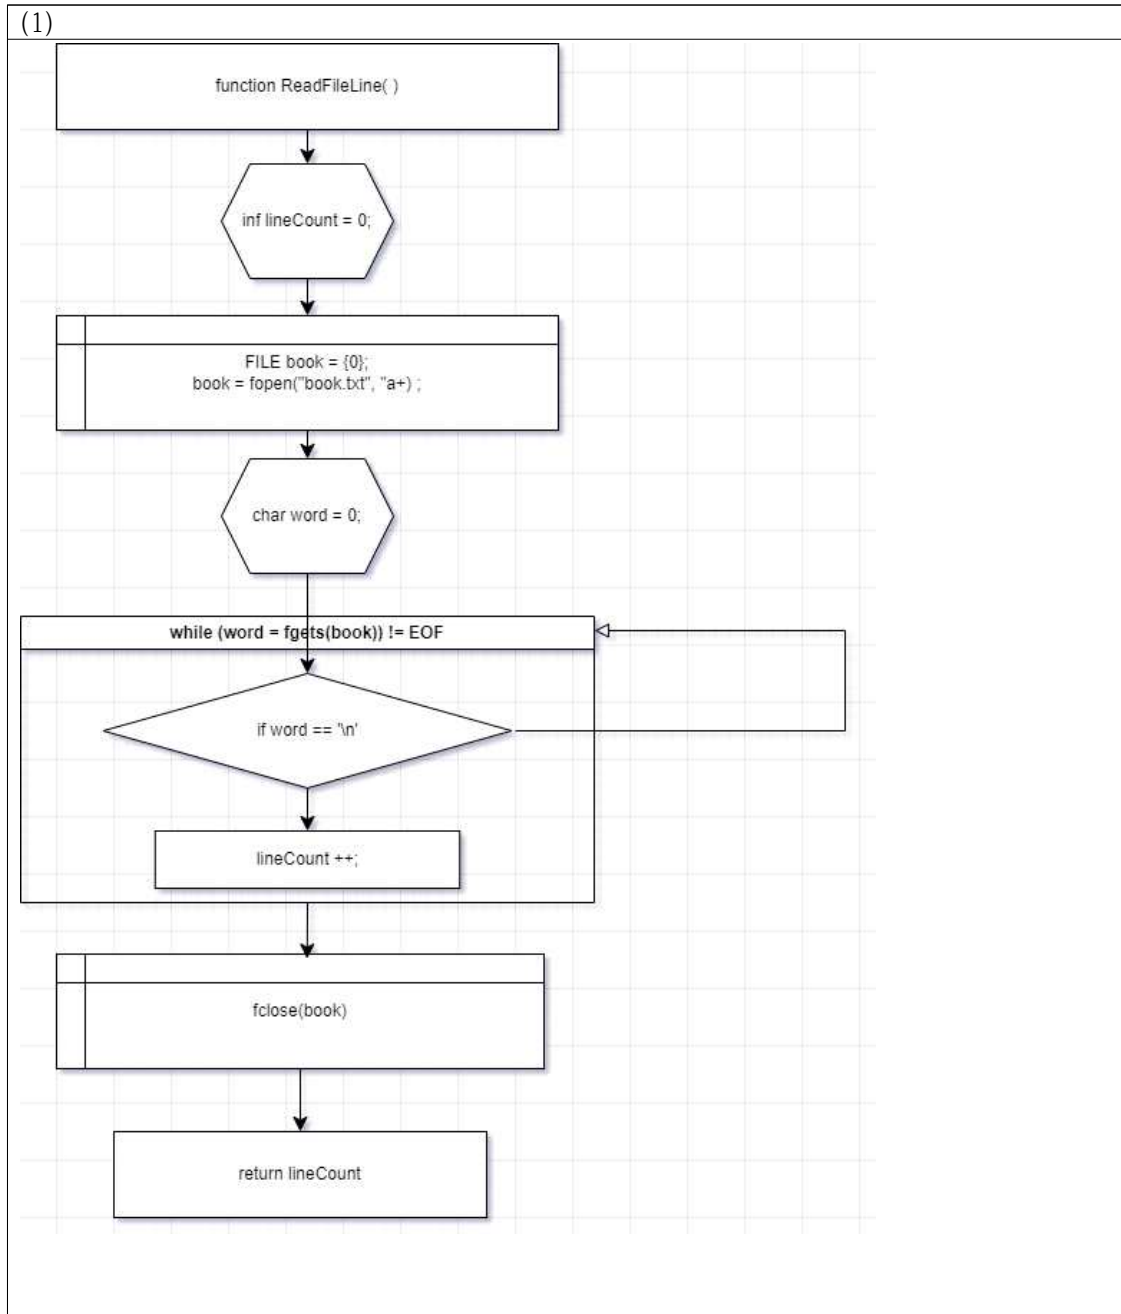 (1)
function ReadFileLine( )
inf lineCount = 0;
FILE book = {0};
book = fopen("book.txt", "a+) ;
char word = 0;
while (word = fgets(book)) != EOF
if word == '\n'
lineCount ++;
fclose(book)
return lineCount